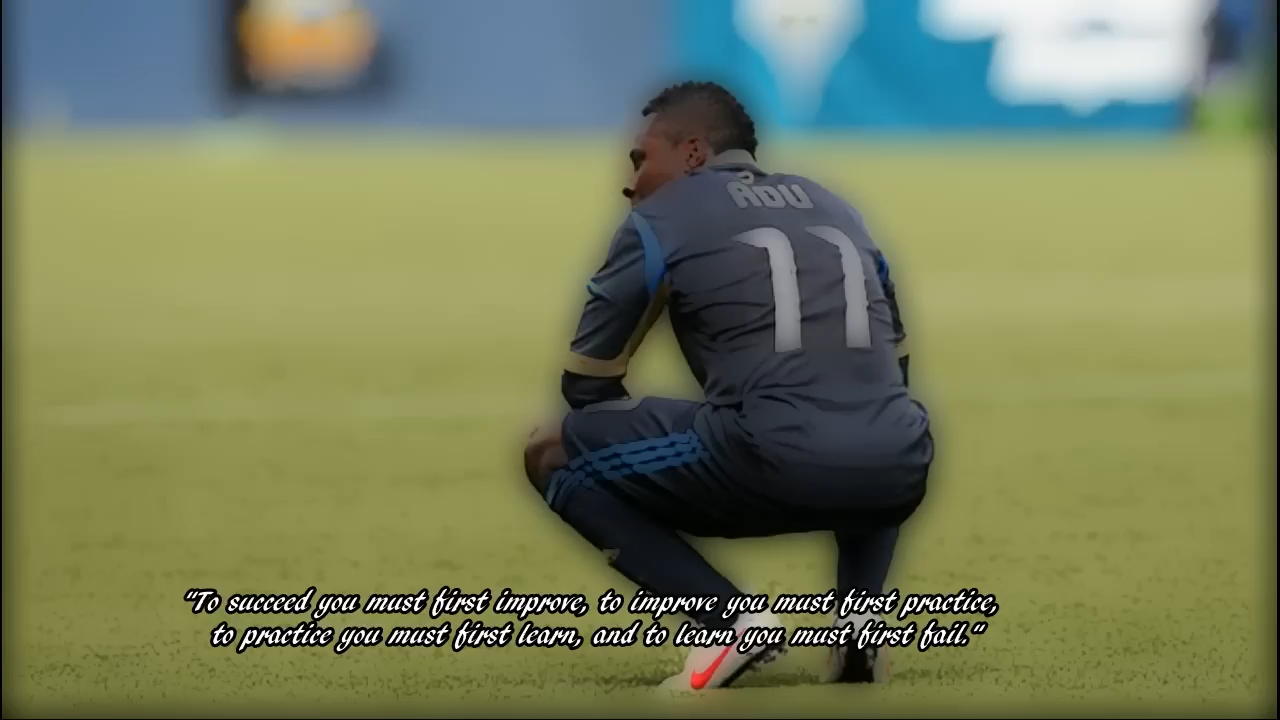 ADU
11
“To succeed you must first improve, to improve you must first practice,
to practice you must first learn, and to learn you must first fail.”